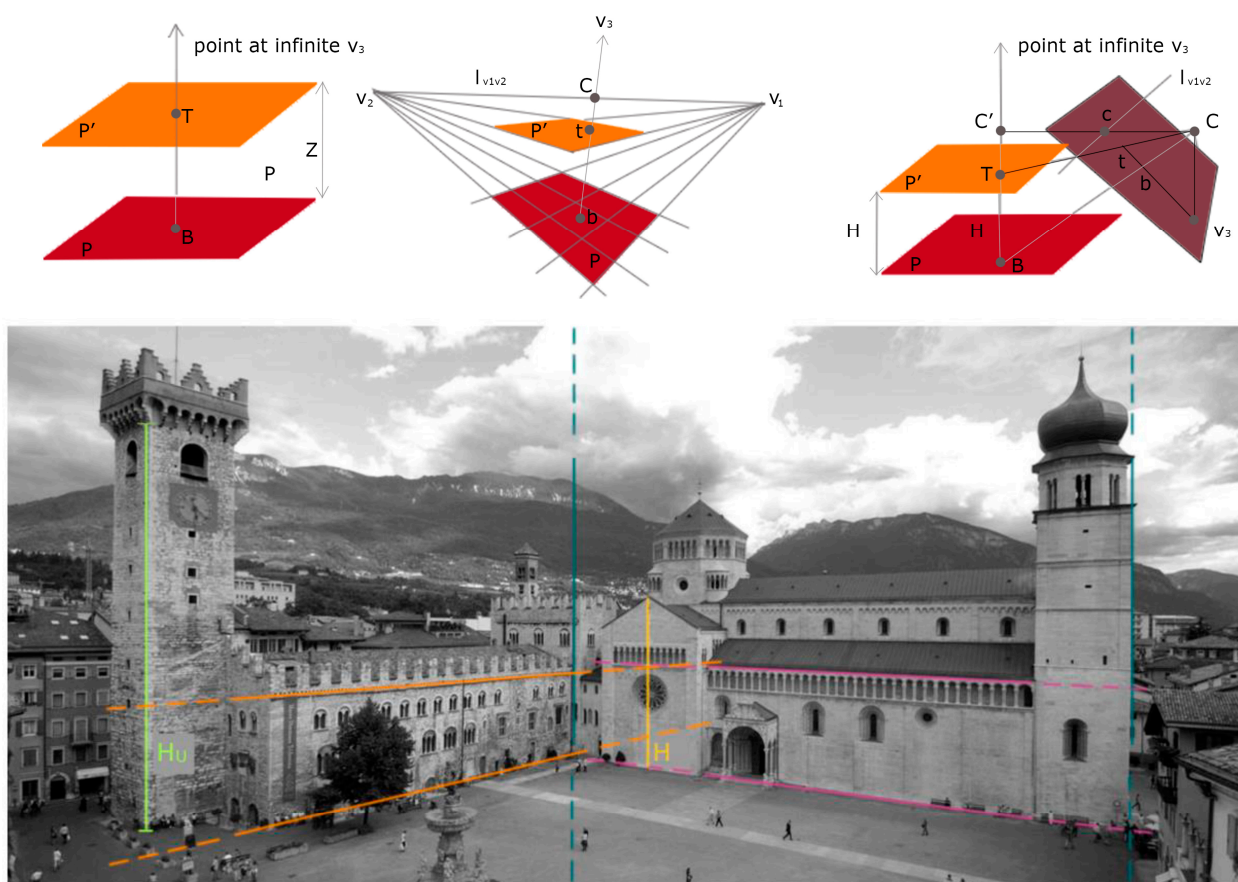 point at infinite v₃
P'
T
Z
P
B
P
v₃
l v1v2
C
v₂
v₁
P'
t
b
P
point at infinite v₃
l v1v2
C'
c
C
t
T
P'
b
H
H
v₃
P
B
Hᵤ
H